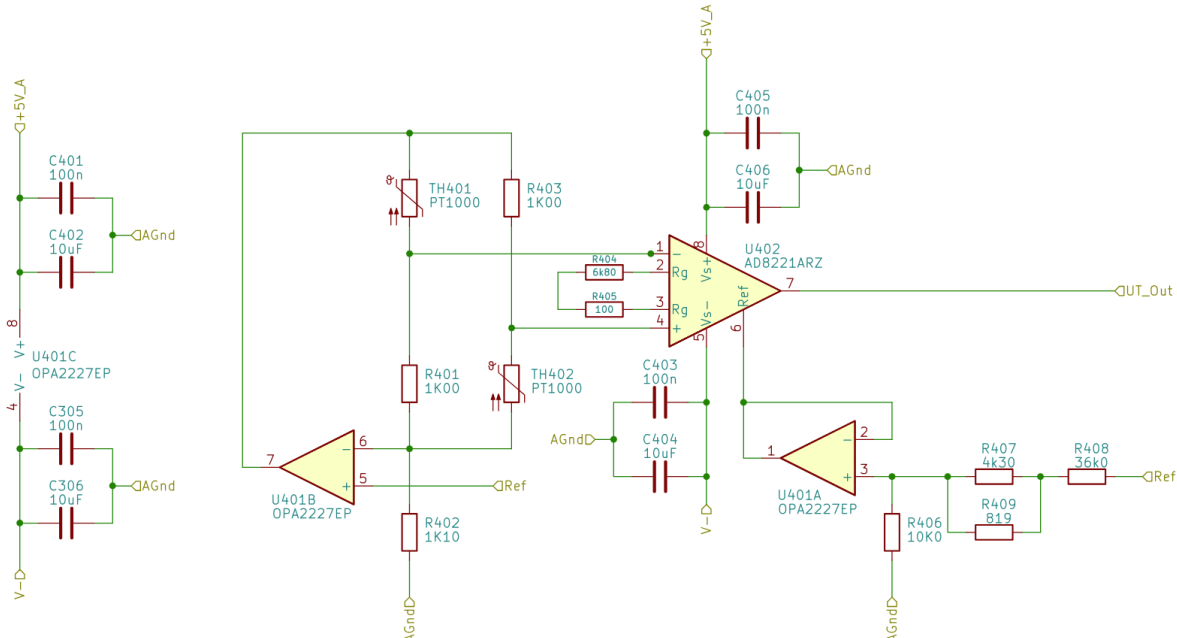 +5V_A
C401
100n
C402
10uF
AGnd
8
V+
U401C
OPA2227EP
V-
4
C305
100n
C306
10uF
AGnd
V-
θ
TH401
PT1000
R403
1K00
R401
1K00
θ
TH402
PT1000
7
6
-
5
+
U401B
OPA2227EP
Ref
R402
1K10
AGnd
+5V_A
C405
100n
C406
10uF
AGnd
R404
6k80
R405
100
1
-
2
Rg
3
Rg
4
+
8
Vs+
Vs-
5
Ref
6
7
U402
AD8221ARZ
UT_Out
C403
100n
C404
10uF
AGnd
V-
1
2
-
3
+
U401A
OPA2227EP
R406
10K0
AGnd
R407
4k30
R409
819
R408
36k0
Ref